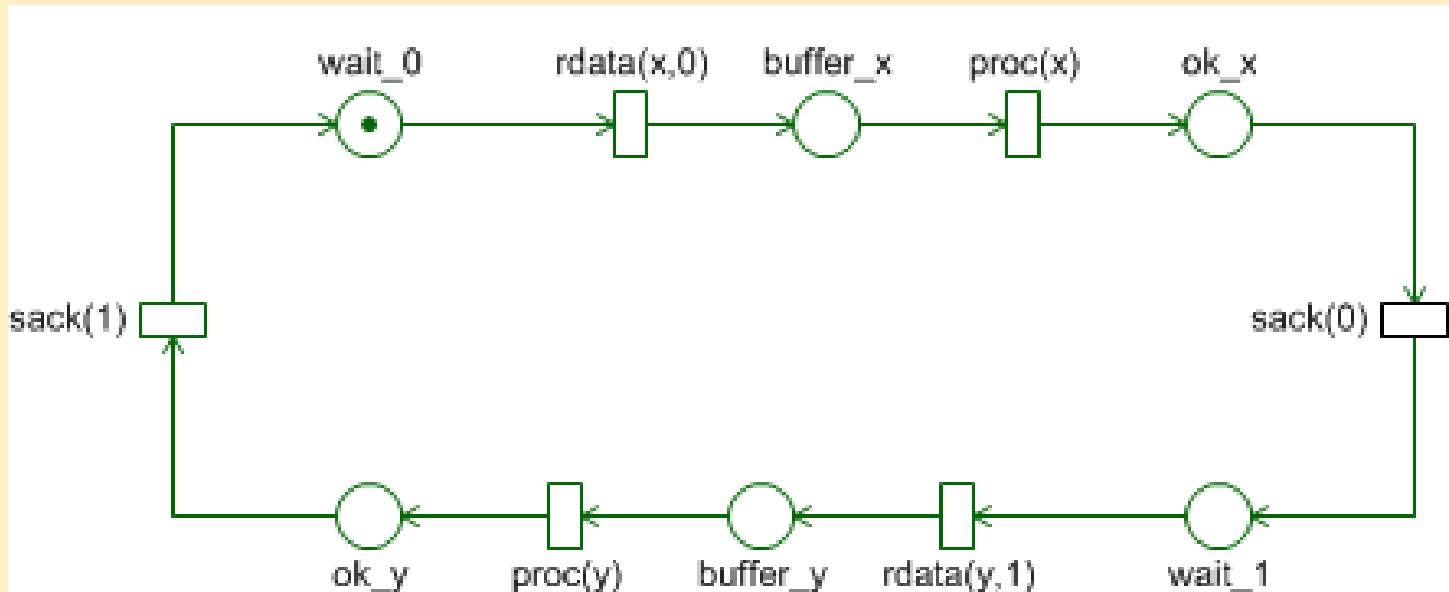 wait_0
rdata(x,0)
buffer_x
proc(x)
ok_x
sack(1)
sack(0)
ok_y
proc(y)
buffer_y
rdata(y,1)
wait_1